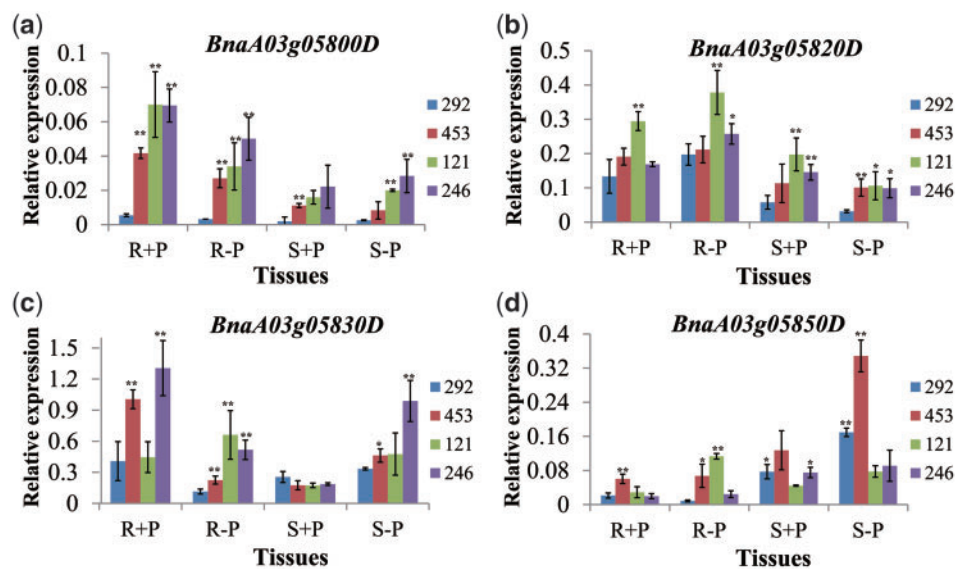 (a) BnaA03g05800D
Relative expression
0.1
0.08
0.06
0.04
0.02
0
** ** **
** ** **
**
** **
R+P R-P S+P S-P
Tissues
292
453
121
246
(b) BnaA03g05820D
Relative expression
0.5
0.4
0.3
0.2
0.1
0
**
** *
** **
** * *
R+P R-P S+P S-P
Tissues
292
453
121
246
(c) BnaA03g05830D
Relative expression
1.5
1.2
0.9
0.6
0.3
0
** **
** ** **
* **
R+P R-P S+P S-P
Tissues
292
453
121
246
(d) BnaA03g05850D
Relative expression
0.4
0.32
0.24
0.16
0.08
0
**
* **
* * *
** **
R+P R-P S+P S-P
Tissues
292
453
121
246